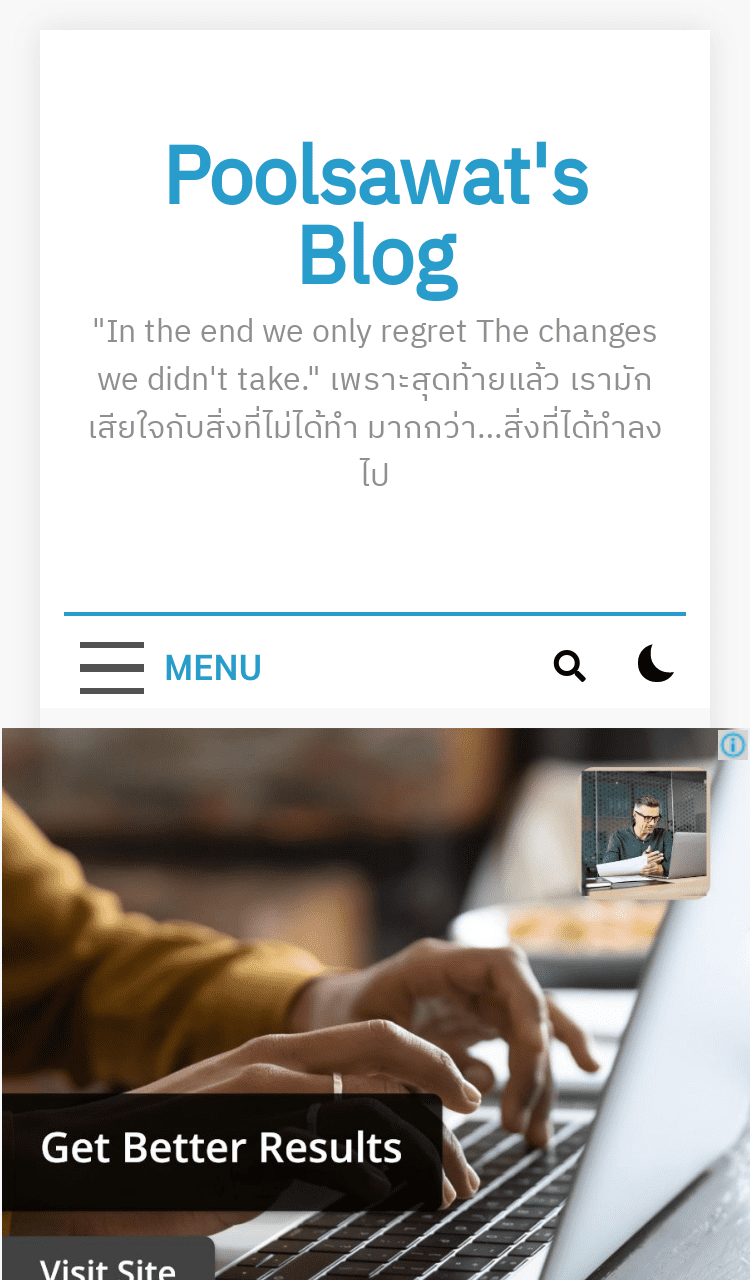 Poolsawat's
Blog
"In the end we only regret The changes
we didn't take." เพราะสุดท้ายแล้ว เรามัก
เสียใจกับสิ่งที่ไม่ได้ทำ มากกว่า...สิ่งที่ได้ทำลง
ไป
MENU
Get Better Results
Visit Site